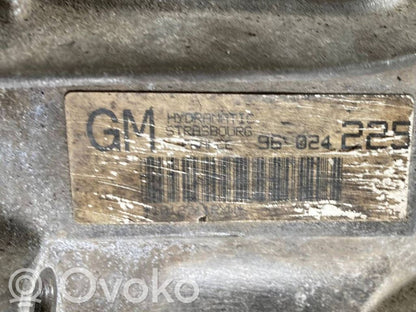 GM HYDRAMATIC
STRASBOURG
96 024 225
© Ovoko